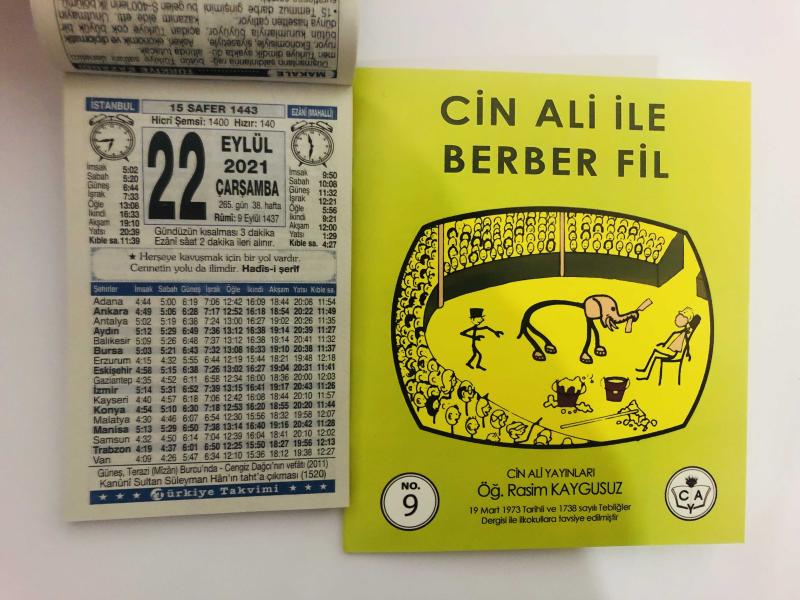 MAKALE
TÜRKİYE KAZANDI
İSTANBUL
15 SAFER 1443
Hicrî Şemsî: 1400 Hızır: 140
EZÂNÎ (MAHALLÎ)
22
EYLÜL
2021
ÇARŞAMBA
265. gün 38. hafta
Rûmî: 9 Eylül 1437
İmsak 5:02
Sabah 5:20
Güneş 6:44
İşrak 7:33
Öğle 13:08
İkindi 16:33
Akşam 19:10
Yatsı 20:39
Kıble sa. 11:39
İmsak 9:50
Sabah 10:08
Güneş 11:32
İşrak 12:21
Öğle 5:56
İkindi 9:21
Akşam 12:00
Yatsı 1:29
Kıble sa. 4:27
Gündüzün kısalması 3 dakika
Ezânî sâat 2 dakika ileri alınır.
★ Herşeye kavuşmak için bir yol vardır.
Cennetin yolu da ilimdir. Hadîs-i şerîf
Şehirler İmsak Sabah Güneş İşrak Öğle İkindi Akşam Yatsı Kıble sa.
Adana 4:44 5:00 6:19 7:06 12:42 16:09 18:44 20:08 11:54
Ankara 4:49 5:06 6:28 7:17 12:52 16:18 18:54 20:22 11:49
Antalya 5:02 5:19 6:38 7:24 13:00 16:27 19:02 20:26 11:35
Aydın 5:12 5:29 6:49 7:36 13:12 16:38 19:14 20:39 11:27
Balıkesir 5:09 5:26 6:48 7:37 13:12 16:38 19:14 20:41 11:32
Bursa 5:03 5:21 6:43 7:32 13:08 16:33 19:10 20:38 11:37
Erzurum 4:15 4:32 5:55 6:44 12:19 15:44 18:21 19:48 12:18
Eskişehir 4:58 5:15 6:38 7:26 13:02 16:27 19:04 20:31 11:41
Gaziantep 4:35 4:52 6:11 6:58 12:34 16:00 18:36 20:00 12:03
İzmir 5:14 5:31 6:52 7:39 13:15 16:41 19:17 20:43 11:26
Kayseri 4:40 4:57 6:18 7:06 12:42 16:08 18:44 20:10 11:57
Konya 4:54 5:10 6:30 7:18 12:53 16:20 18:55 20:20 11:44
Malatya 4:30 4:46 6:07 6:54 12:30 15:56 18:32 19:58 12:07
Manisa 5:13 5:29 6:50 7:38 13:14 16:40 19:16 20:42 11:28
Samsun 4:32 4:50 6:14 7:04 12:39 16:04 18:41 20:10 12:02
Trabzon 4:19 4:37 6:01 6:50 12:25 15:50 18:27 19:56 12:13
Van 4:09 4:26 5:47 6:34 12:10 15:36 18:12 19:38 12:27
Güneş, Terazi (Mîzân) Burcu'nda - Cengiz Dağcı'nın vefâtı (2011)
Kanûnî Sultan Süleyman Hân'ın taht'a çıkması (1520)
★ ★ ★ Türkiye Takvimi ★ ★ ★
CİN ALİ İLE
BERBER FİL
CİN ALİ YAYINLARI
Öğ. Rasim KAYGUSUZ
19 Mart 1973 Tarihli ve 1738 sayılı Tebliğler
Dergisi ile ilkokullara tavsiye edilmiştir
NO.
9
C A
Y